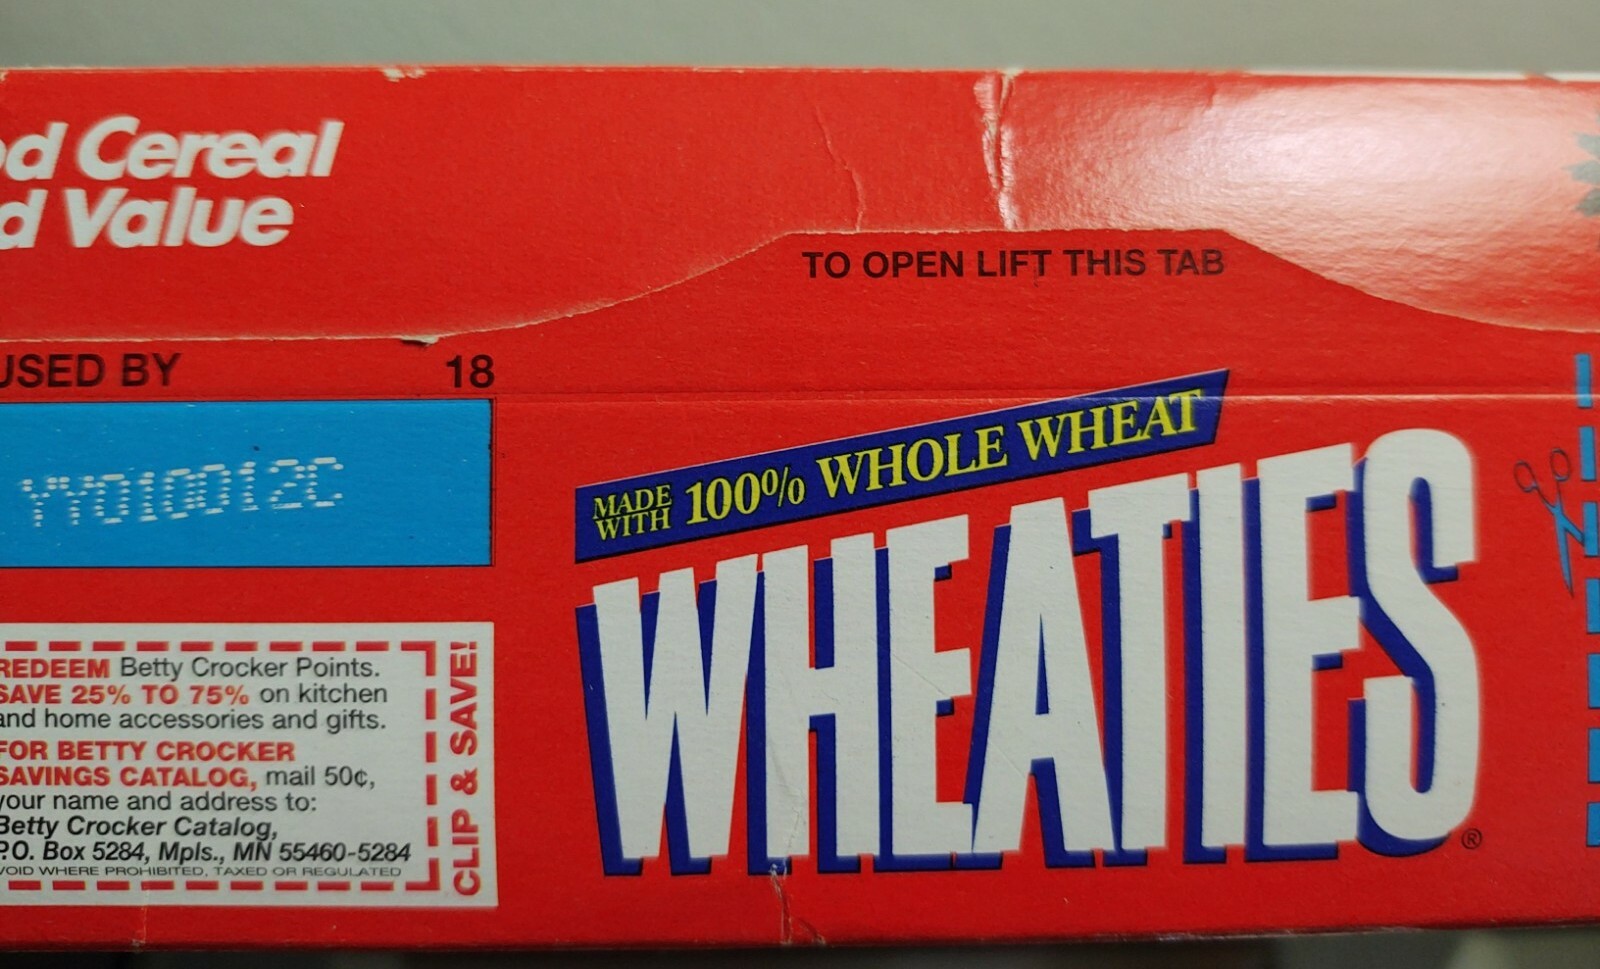 Cereal
Value
TO OPEN LIFT THIS TAB
USED BY 18
MADE WITH 100% WHOLE WHEAT
WHEATIES®
REDEEM Betty Crocker Points.
SAVE 25% TO 75% on kitchen
and home accessories and gifts.
FOR BETTY CROCKER
SAVINGS CATALOG, mail 50¢,
your name and address to:
Betty Crocker Catalog,
P.O. Box 5284, Mpls., MN 55460-5284
VOID WHERE PROHIBITED, TAXED OR REGULATED
CLIP & SAVE!